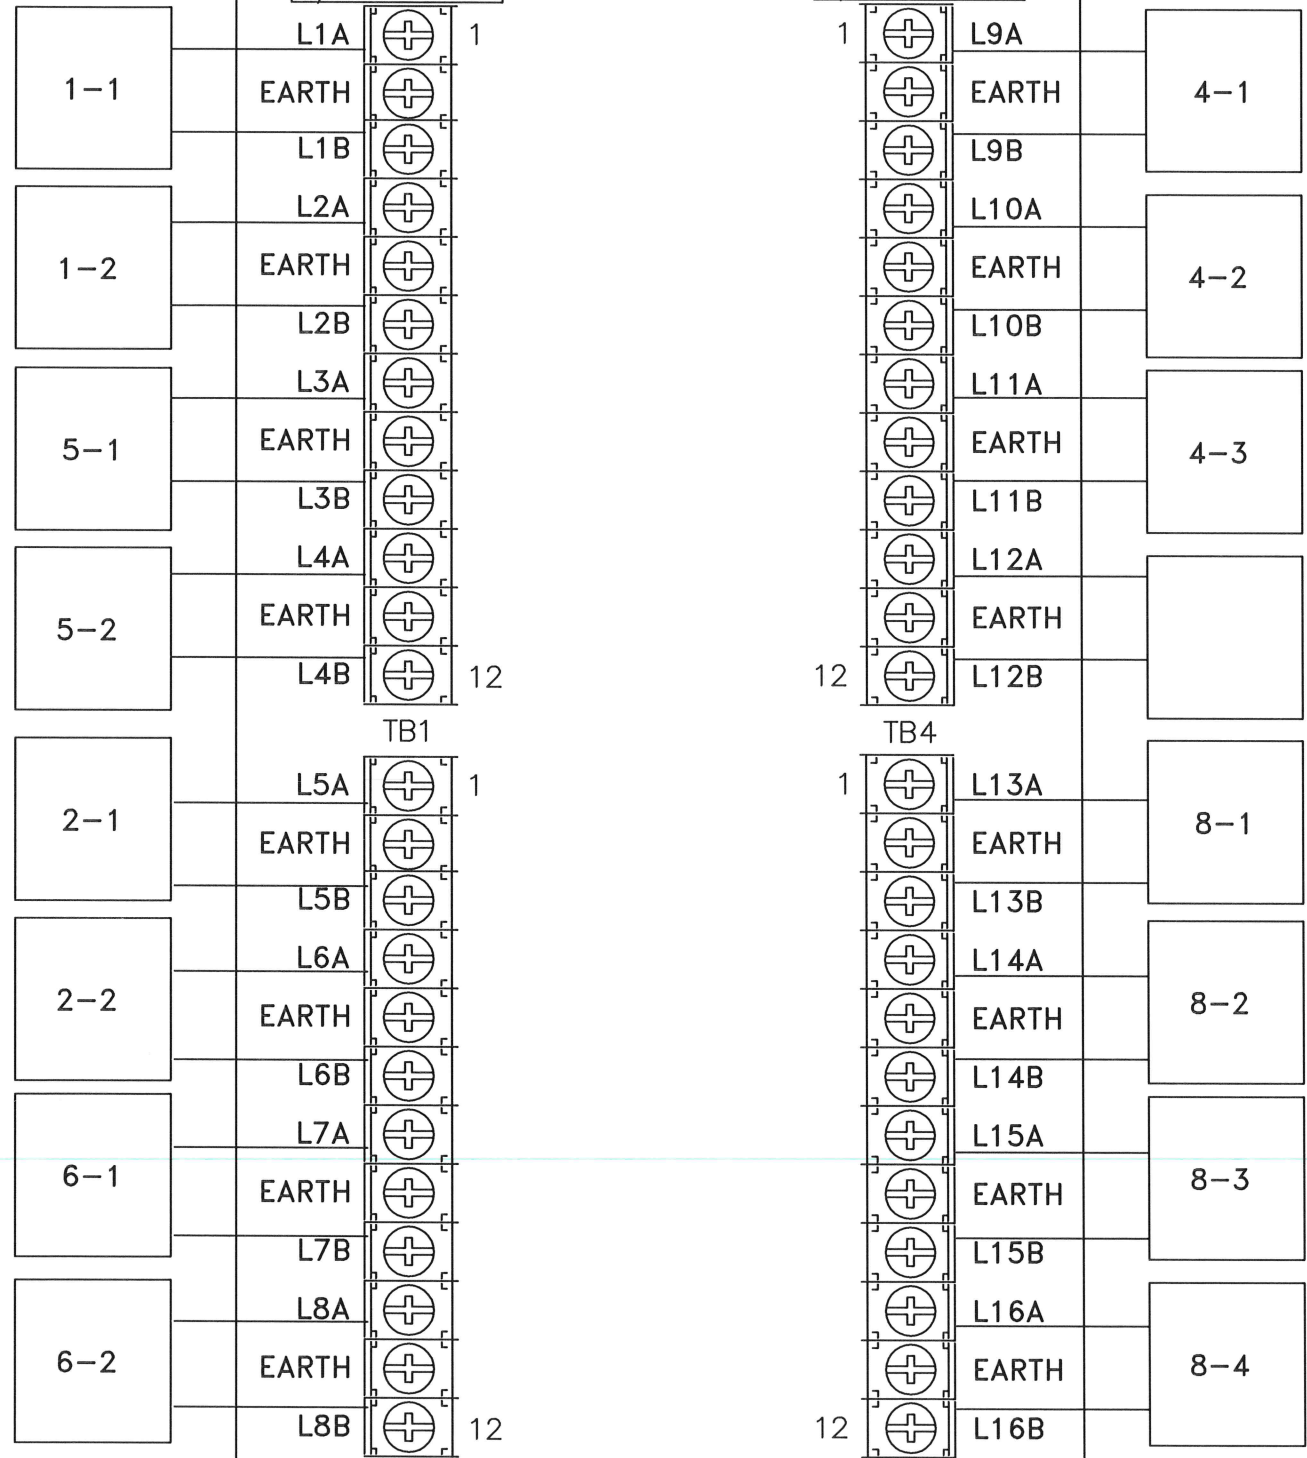 1-1
L1A
1
EARTH
L1B
1-2
L2A
EARTH
L2B
5-1
L3A
EARTH
L3B
5-2
L4A
EARTH
L4B
12
TB1
2-1
L5A
1
EARTH
L5B
2-2
L6A
EARTH
L6B
6-1
L7A
EARTH
L7B
6-2
L8A
EARTH
L8B
12
1
L9A
EARTH
4-1
L9B
L10A
EARTH
4-2
L10B
L11A
EARTH
4-3
L11B
L12A
EARTH
12
L12B
TB4
1
L13A
EARTH
8-1
L13B
L14A
EARTH
8-2
L14B
L15A
EARTH
8-3
L15B
L16A
EARTH
8-4
12
L16B